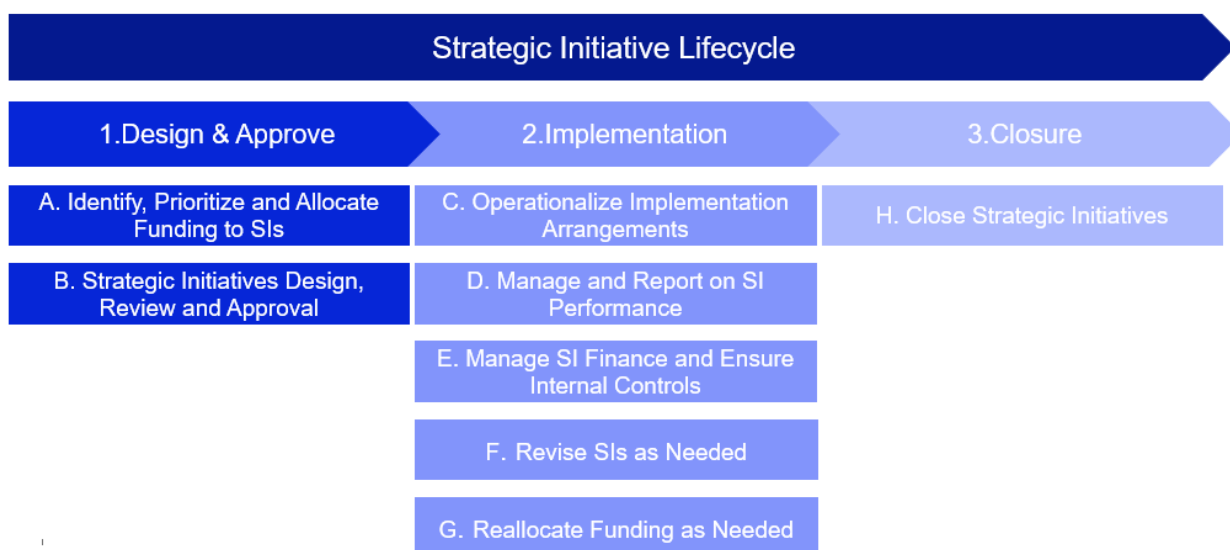 Strategic Initiative Lifecycle
1.Design & Approve
2.Implementation
3.Closure
A. Identify, Prioritize and Allocate
Funding to SIs
B. Strategic Initiatives Design,
Review and Approval
C. Operationalize Implementation
Arrangements
D. Manage and Report on SI
Performance
E. Manage SI Finance and Ensure
Internal Controls
F. Revise SIs as Needed
G. Reallocate Funding as Needed
H. Close Strategic Initiatives